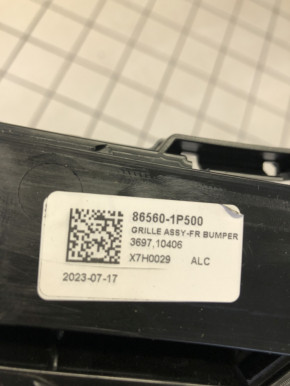 86560-1P500
GRILLE ASSY-FR BUMPER
3697,10406
X7H0029 ALC
2023-07-17